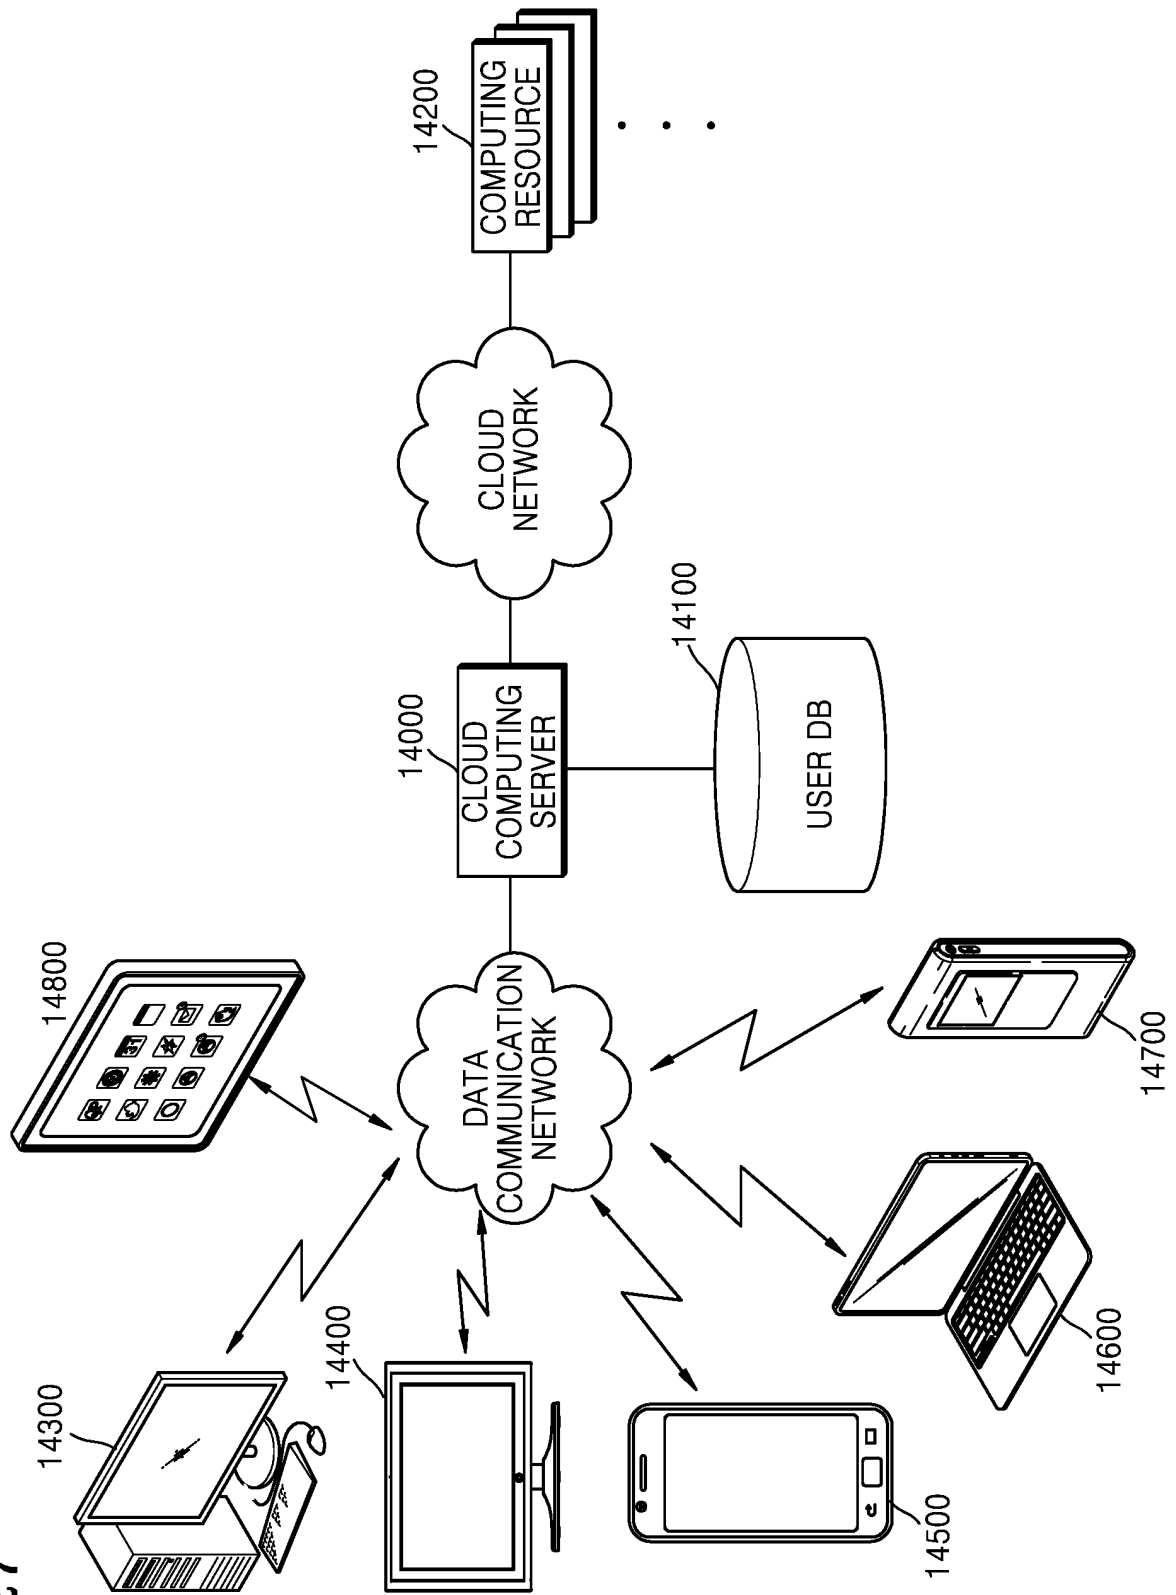 14800
14300
14400
14500
14600
14700
DATA
COMMUNICATION
NETWORK
14000
CLOUD
COMPUTING
SERVER
14100
USER DB
CLOUD
NETWORK
14200
COMPUTING
RESOURCE
31